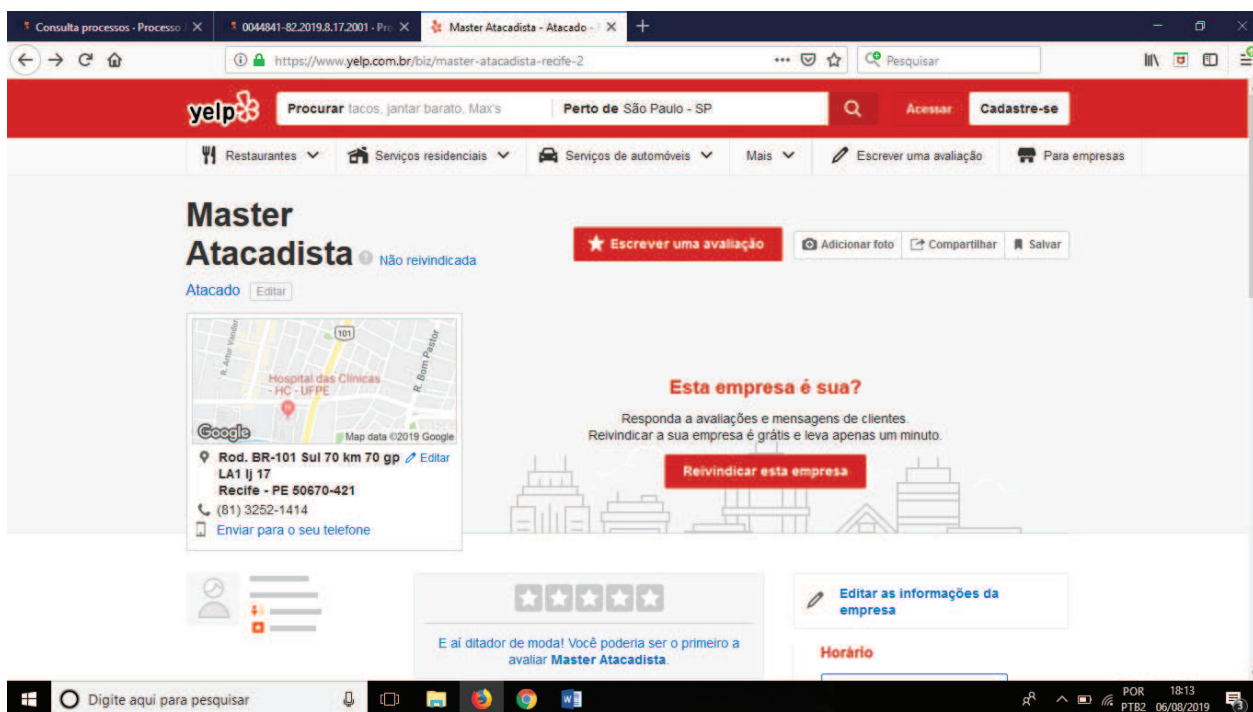 Consulta processos - Processo
0044841-82.2019.8.17.2001 - Pro
Master Atacadista - Atacado -
https://www.yelp.com.br/biz/master-atacadista-recife-2
Pesquisar
yelp
Procurar tacos, jantar barato, Max's
Perto de São Paulo - SP
Acessar
Cadastre-se
Restaurantes
Serviços residenciais
Serviços de automóveis
Mais
Escrever uma avaliação
Para empresas
Master
Atacadista
Não reivindicada
Escrever uma avaliação
Adicionar foto
Compartilhar
Salvar
Atacado
Editar
R. Artur Vander
101
R. Bom Pastor
Hospital das Clínicas
- HC - UFPE
Google
Map data ©2019 Google
Rod. BR-101 Sul 70 km 70 gp Editar
LA1 lj 17
Recife - PE 50670-421
(81) 3252-1414
Enviar para o seu telefone
Esta empresa é sua?
Responda a avaliações e mensagens de clientes.
Reivindicar a sua empresa é grátis e leva apenas um minuto.
Reivindicar esta empresa
E aí ditador de moda! Você poderia ser o primeiro a
avaliar Master Atacadista.
Editar as informações da
empresa
Horário
Digite aqui para pesquisar
POR
PTB2
18:13
06/08/2019
3